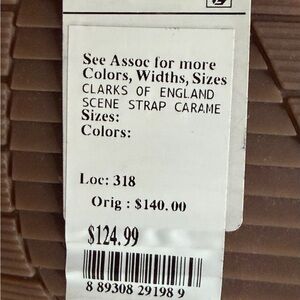 See Assoc for more
Colors, Widths, Sizes
CLARKS OF ENGLAND
SCENE STRAP CARAME
Sizes:
Colors:
Loc: 318
Orig : $140.00
$124.99
8 89308 29198 9